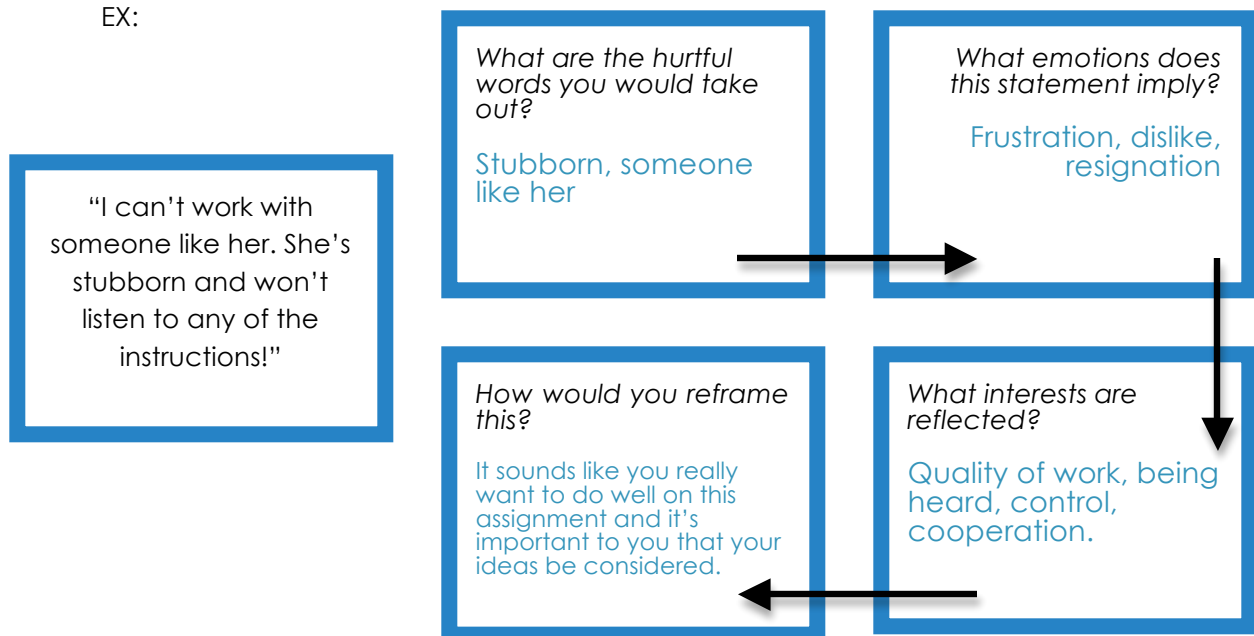 EX:
“I can’t work with
someone like her. She’s
stubborn and won’t
listen to any of the
instructions!”
What are the hurtful
words you would take
out?
Stubborn, someone
like her
What emotions does
this statement imply?
Frustration, dislike,
resignation
What interests are
reflected?
Quality of work, being
heard, control,
cooperation.
How would you reframe
this?
It sounds like you really
want to do well on this
assignment and it’s
important to you that your
ideas be considered.